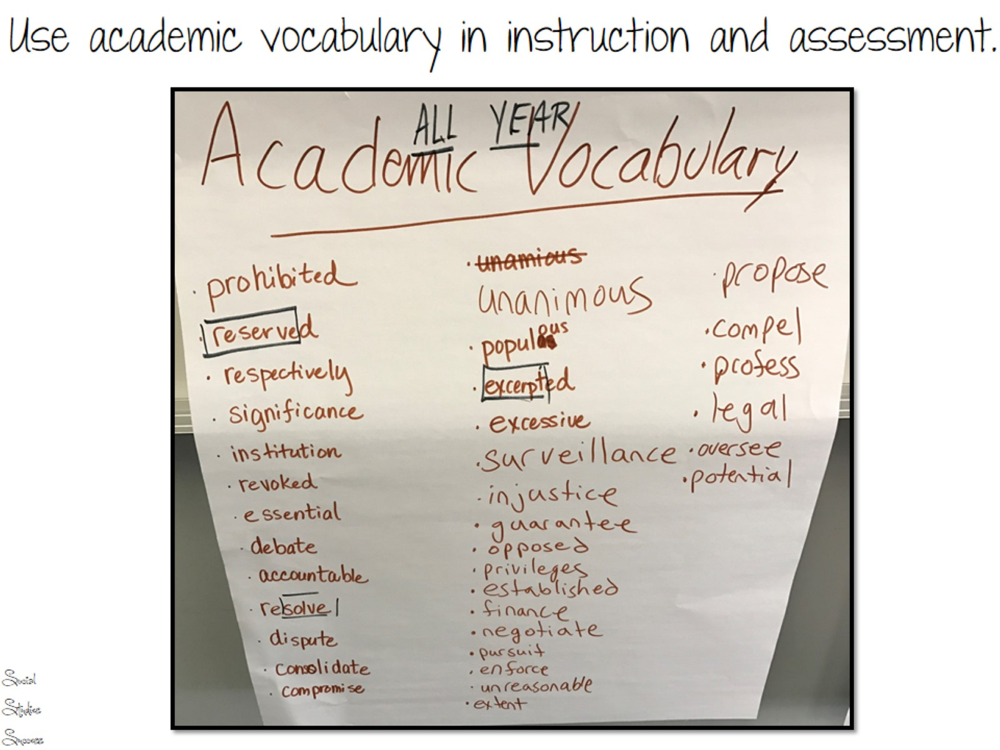 Use academic vocabulary in instruction and assessment.
ALL YEAR
Academic Vocabulary
· prohibited
· reserved
· respectively
· significance
· institution
· revoked
· essential
· debate
· accountable
· resolve
· dispute
· consolidate
· compromise
· unamious
unanimous
· populous
· excerpted
· excessive
· surveillance
· injustice
· guarantee
· opposed
· privileges
· established
· finance
· negotiate
· pursuit
· enforce
· unreasonable
· extent
· propose
· compel
· profess
· legal
· oversee
· potential
Social
Studies
Success